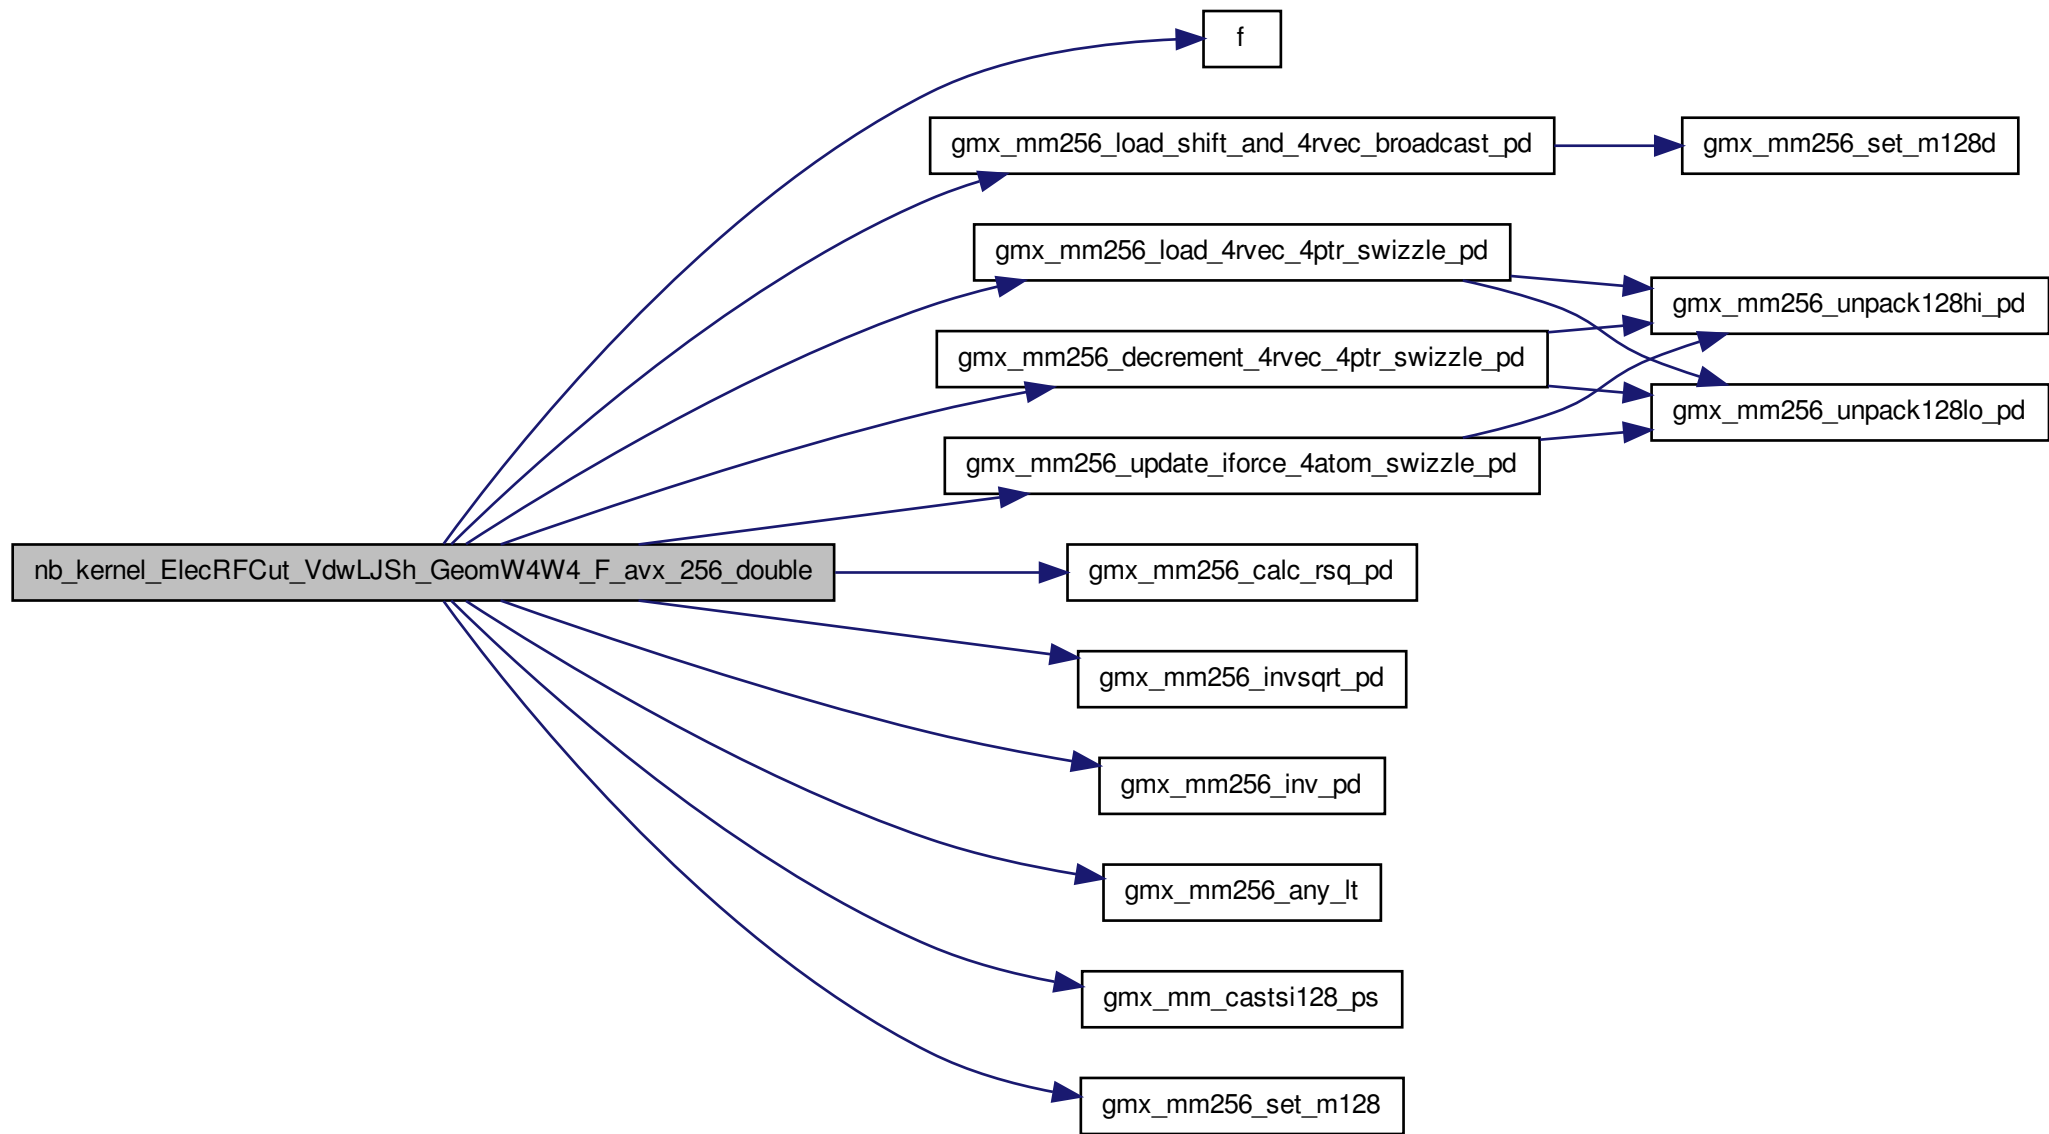 f
gmx_mm256_load_shift_and_4rvec_broadcast_pd
gmx_mm256_set_m128d
gmx_mm256_load_4rvec_4ptr_swizzle_pd
gmx_mm256_unpack128hi_pd
gmx_mm256_decrement_4rvec_4ptr_swizzle_pd
gmx_mm256_unpack128lo_pd
gmx_mm256_update_iforce_4atom_swizzle_pd
nb_kernel_ElecRFCut_VdwLJSh_GeomW4W4_F_avx_256_double
gmx_mm256_calc_rsq_pd
gmx_mm256_invsqrt_pd
gmx_mm256_inv_pd
gmx_mm256_any_lt
gmx_mm_castsi128_ps
gmx_mm256_set_m128